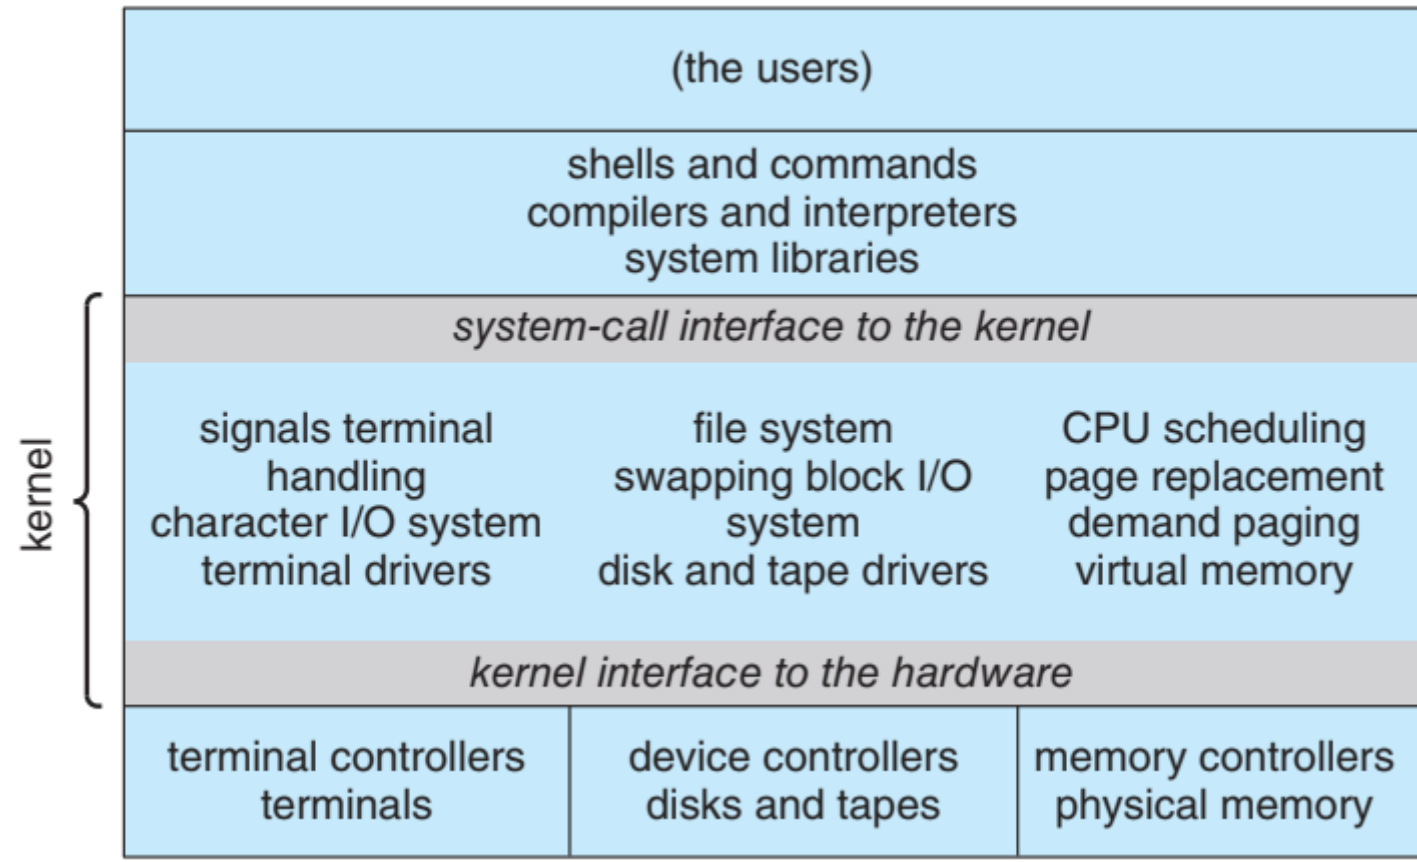 (the users)
shells and commands
compilers and interpreters
system libraries
kernel
system-call interface to the kernel
signals terminal
handling
character I/O system
terminal drivers
file system
swapping block I/O
system
disk and tape drivers
CPU scheduling
page replacement
demand paging
virtual memory
kernel interface to the hardware
terminal controllers
terminals
device controllers
disks and tapes
memory controllers
physical memory